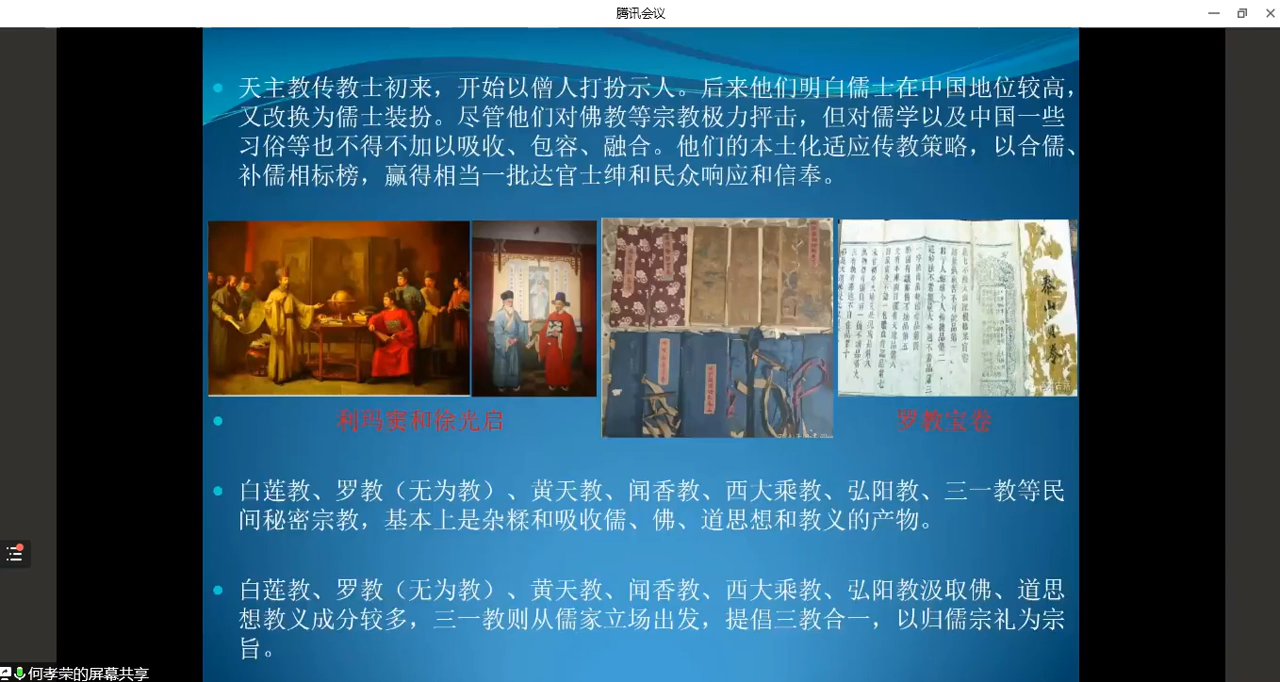 腾讯会议
天主教传教士初来，开始以僧人打扮示人。后来他们明白儒士在中国地位较高，
又改换为儒士装扮。尽管他们对佛教等宗教极力抨击，但对儒学以及中国一些
习俗等也不得不加以吸收、包容、融合。他们的本土化适应传教策略，以合儒、
补儒相标榜，赢得相当一批达官士绅和民众响应和信奉。
利玛窦和徐光启
罗教宝卷
白莲教、罗教（无为教）、黄天教、闻香教、西大乘教、弘阳教、三一教等民
间秘密宗教，基本上是杂糅和吸收儒、佛、道思想和教义的产物。
白莲教、罗教（无为教）、黄天教、闻香教、西大乘教、弘阳教汲取佛、道思
想教义成分较多，三一教则从儒家立场出发，提倡三教合一，以归儒宗礼为宗
旨。
何孝荣的屏幕共享